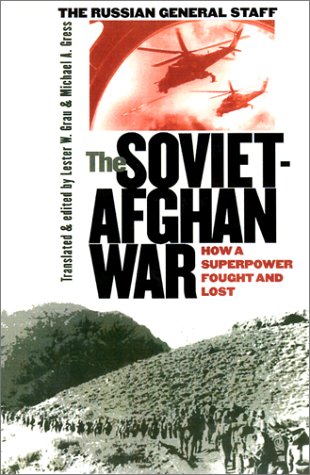 THE RUSSIAN GENERAL STAFF
Translated & edited by Lester W. Grau & Michael A. Gress
The SOVIET-
AFGHAN
WAR
HOW A
SUPERPOWER
FOUGHT AND
LOST